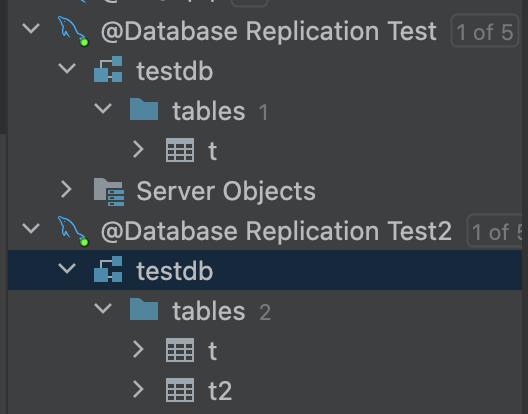 @Database Replication Test 1 of 5
testdb
tables 1
t
Server Objects
@Database Replication Test2 1 of
testdb
tables 2
t
t2